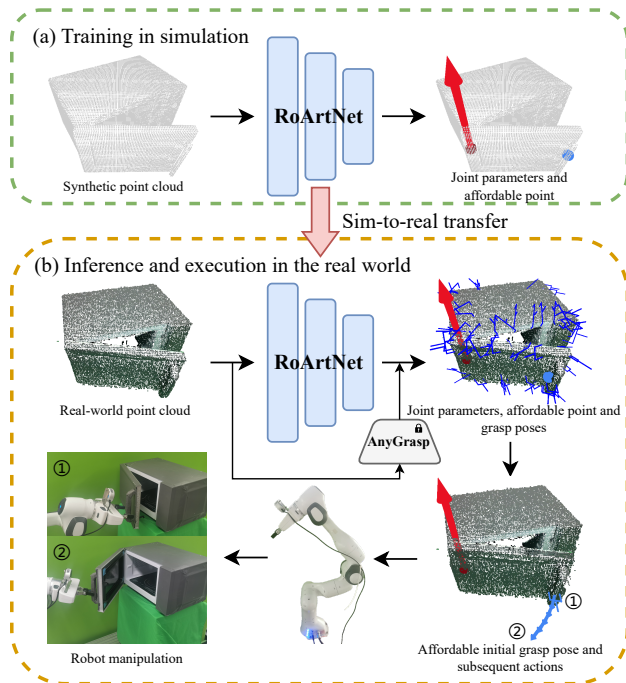 (a) Training in simulation
RoArtNet
Synthetic point cloud
Joint parameters and
affordable point
Sim-to-real transfer
(b) Inference and execution in the real world
RoArtNet
Real-world point cloud
AnyGrasp
Joint parameters, affordable point and
grasp poses
①
②
Robot manipulation
①
②
Affordable initial grasp pose and
subsequent actions